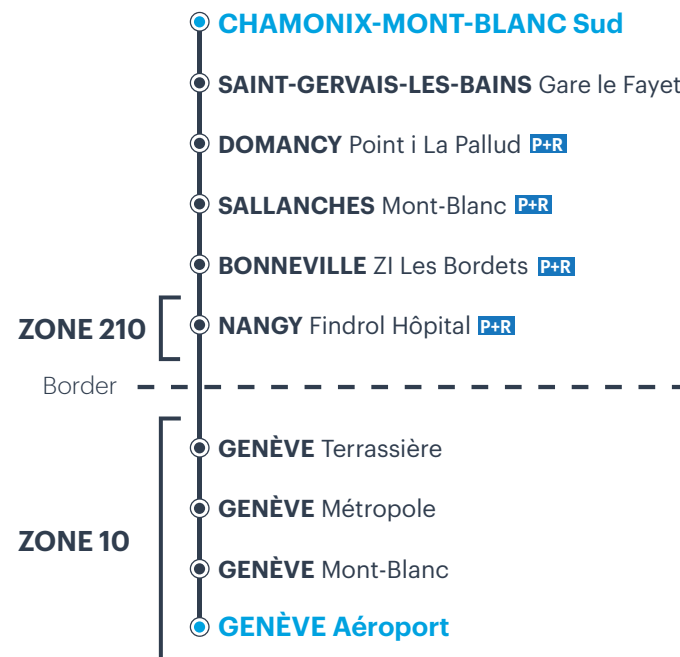 CHAMONIX-MONT-BLANC Sud
SAINT-GERVAIS-LES-BAINS Gare le Fayet
DOMANCY Point i La Pallud P+R
SALLANCHES Mont-Blanc P+R
BONNEVILLE ZI Les Bordets P+R
ZONE 210
NANGY Findrol Hôpital P+R
Border
GENÈVE Terrassière
GENÈVE Métropole
ZONE 10
GENÈVE Mont-Blanc
GENÈVE Aéroport